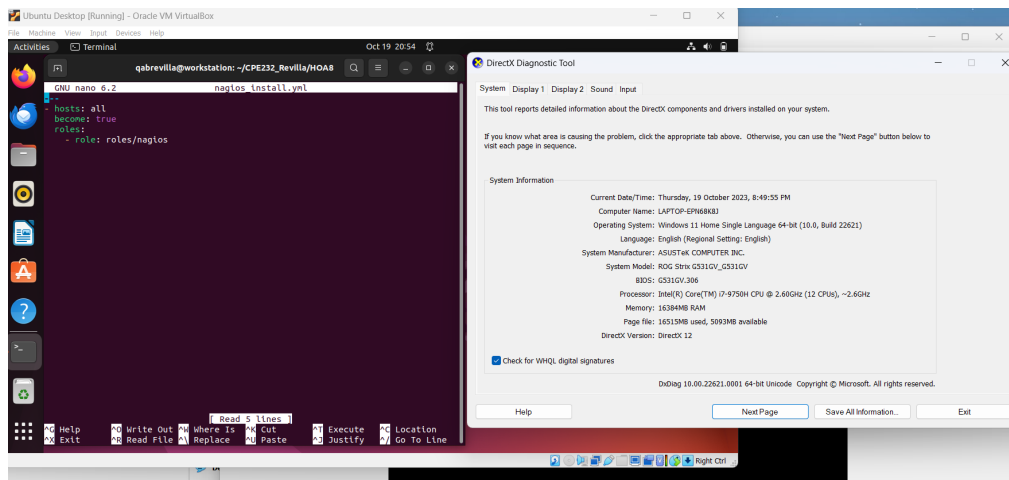 Ubuntu Desktop [Running] - Oracle VM VirtualBox
File Machine View Input Devices Help
Activities Terminal Oct 19 20:54
qabrevilla@workstation: ~/CPE232_Revilla/HOA8
GNU nano 6.2 nagios_install.yml
---
- hosts: all
become: true
roles:
- role: roles/nagios
[ Read 5 lines ]
^G Help ^O Write Out ^W Where Is ^K Cut ^T Execute ^C Location
^X Exit ^R Read File ^\ Replace ^U Paste ^J Justify ^/ Go To Line
Right Ctrl
DirectX Diagnostic Tool
System Display 1 Display 2 Sound Input
This tool reports detailed information about the DirectX components and drivers installed on your system.
If you know what area is causing the problem, click the appropriate tab above. Otherwise, you can use the "Next Page" button below to
visit each page in sequence.
System Information
Current Date/Time: Thursday, 19 October 2023, 8:49:55 PM
Computer Name: LAPTOP-EPN68K8J
Operating System: Windows 11 Home Single Language 64-bit (10.0, Build 22621)
Language: English (Regional Setting: English)
System Manufacturer: ASUSTeK COMPUTER INC.
System Model: ROG Strix G531GV_G531GV
BIOS: G531GV.306
Processor: Intel(R) Core(TM) i7-9750H CPU @ 2.60GHz (12 CPUs), ~2.6GHz
Memory: 16384MB RAM
Page file: 16515MB used, 5093MB available
DirectX Version: DirectX 12
Check for WHQL digital signatures
DxDiag 10.00.22621.0001 64-bit Unicode Copyright © Microsoft. All rights reserved.
Help Next Page Save All Information... Exit